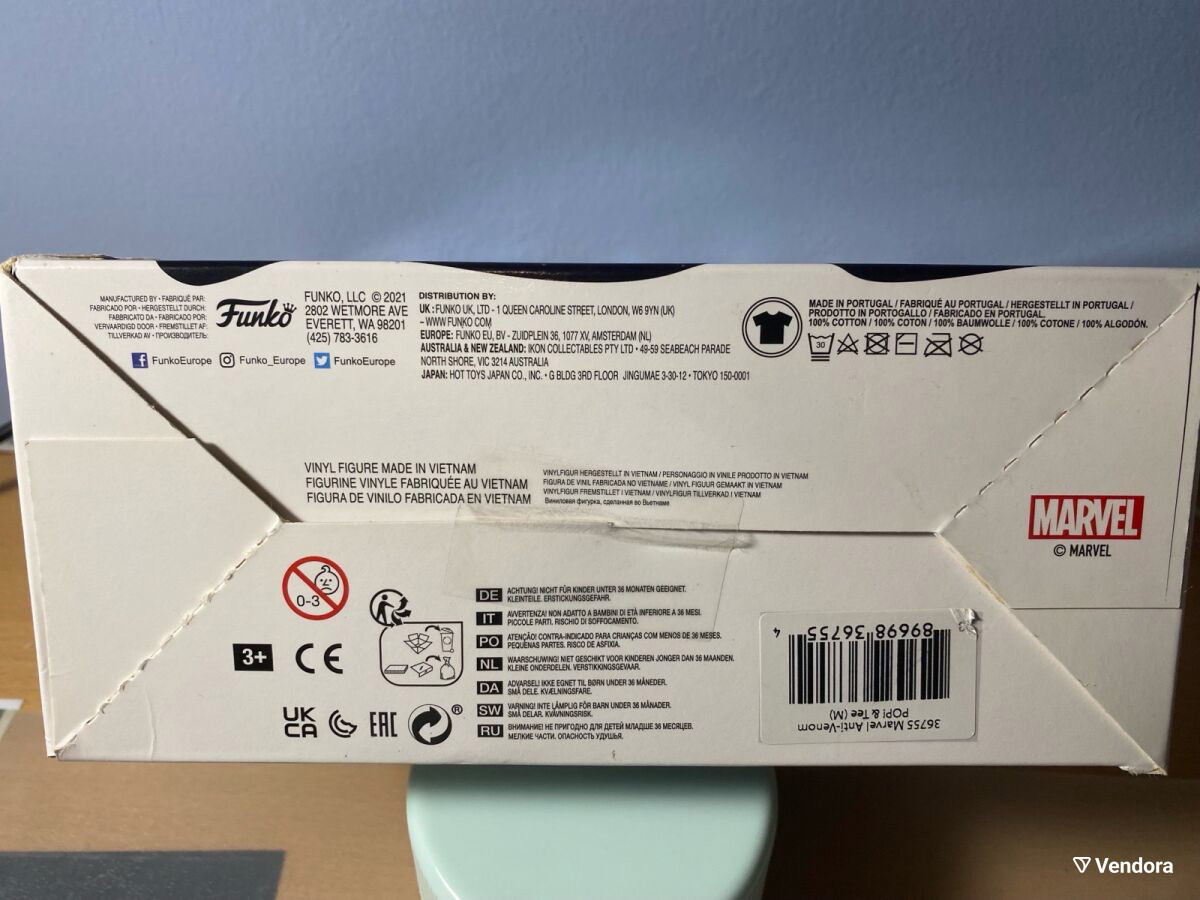 MANUFACTURED BY • FABRIQUÉ PAR:
FABRICADO POR • HERGESTELLT DURCH:
FABBRICATO DA • FABRICADO POR:
VERVAARDIGD DOOR • FREMSTILLET AF:
TILLVERKAD AV • ПРОИЗВОДИТЕЛЬ:
Funko
FUNKO, LLC © 2021
2802 WETMORE AVE
EVERETT, WA 98201
(425) 783-3616
FunkoEurope Funko_Europe FunkoEurope
DISTRIBUTION BY:
UK : FUNKO UK, LTD - 1 QUEEN CAROLINE STREET, LONDON, W6 9YN (UK)
– WWW.FUNKO.COM
EUROPE: FUNKO EU, BV - ZUIDPLEIN 36, 1077 XV, AMSTERDAM (NL)
AUSTRALIA & NEW ZEALAND: IKON COLLECTABLES PTY LTD • 49-59 SEABEACH PARADE
NORTH SHORE, VIC 3214 AUSTRALIA
JAPAN: HOT TOYS JAPAN CO., INC. • G BLDG 3RD FLOOR JINGUMAE 3-30-12 • TOKYO 150-0001
MADE IN PORTUGAL / FABRIQUÉ AU PORTUGAL / HERGESTELLT IN PORTUGAL /
PRODOTTO IN PORTOGALLO / FABRICADO EN PORTUGAL.
100% COTTON / 100% COTON / 100% BAUMWOLLE / 100% COTONE / 100% ALGODÓN.
30
VINYL FIGURE MADE IN VIETNAM
FIGURINE VINYLE FABRIQUÉE AU VIETNAM
FIGURA DE VINILO FABRICADA EN VIETNAM
VINYLFIGUR HERGESTELLT IN VIETNAM / PERSONAGGIO IN VINILE PRODOTTO IN VIETNAM
FIGURA DE VINIL FABRICADA NO VIETNAME / VINYL FIGUUR GEMAAKT IN VIETNAM
VINYLFIGUR FREMSTILLET I VIETNAM / VINYLFIGUR TILLVERKAD I VIETNAM
Виниловая фигурка, сделанная во Вьетнаме
MARVEL
© MARVEL
0-3
3+
CE
UK
CA
EAC
®
DE ACHTUNG! NICHT FÜR KINDER UNTER 36 MONATEN GEEIGNET.
KLEINTEILE. ERSTICKUNGSGEFAHR.
IT AVVERTENZA! NON ADATTO A BAMBINI DI ETÀ INFERIORE A 36 MESI.
PICCOLE PARTI. RISCHIO DI SOFFOCAMENTO.
PO ATENÇÃO! CONTRA-INDICADO PARA CRIANÇAS COM MENOS DE 36 MESES.
PEQUENAS PARTES. RISCO DE ASFIXIA.
NL WAARSCHUWING! NIET GESCHIKT VOOR KINDEREN JONGER DAN 36 MAANDEN.
KLEINE ONDERDELEN. VERSTIKKINGSGEVAAR.
DA ADVARSEL! IKKE EGNET TIL BØRN UNDER 36 MÅNEDER.
SMÅ DELE. KVÆLNINGSFARE.
SW VARNING! INTE LÄMPLIG FÖR BARN UNDER 36 MÅNADER.
SMÅ DELAR. KVÄVNINGSRISK.
RU ВНИМАНИЕ! НЕ ПРИГОДНО ДЛЯ ДЕТЕЙ МЛАДШЕ 36 МЕСЯЦЕВ.
МЕЛКИЕ ЧАСТИ. ОПАСНОСТЬ УДУШЬЯ.
36755 Marvel Anti-Venom
POP! & Tee (M)
89698 36755 4
Vendora